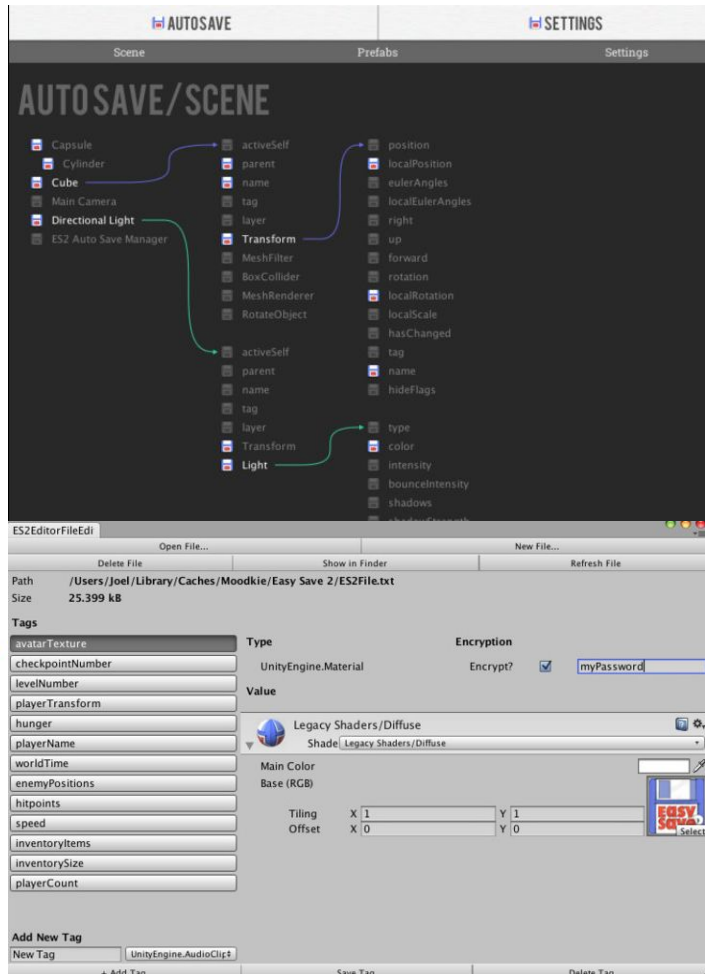 AUTOSAVE SETTINGS
Scene Prefabs Settings
AUTO SAVE/SCENE
Capsule activeSelf position
Cylinder parent localPosition
Cube name eulerAngles
Main Camera tag localEulerAngles
Directional Light layer right
ES2 Auto Save Manager Transform up
MeshFilter forward
BoxCollider rotation
MeshRenderer localRotation
RotateObject localScale
hasChanged
activeSelf tag
parent name
name hideFlags
tag
layer type
Transform color
Light intensity
bounceIntensity
shadows
ES2EditorFileEdi
Open File... New File...
Delete File Show in Finder Refresh File
Path /Users/Joel/Library/Caches/Moodkie/Easy Save 2/ES2File.txt
Size 25.399 kB
Tags
avatarTexture Type Encryption
checkpointNumber UnityEngine.Material Encrypt? myPassword
levelNumber Value
playerTransform
hunger Legacy Shaders/Diffuse
playerName Shade Legacy Shaders/Diffuse
worldTime Main Color
enemyPositions Base (RGB)
hitpoints Tiling X 1 Y 1
speed Offset X 0 Y 0 EASY SAVE Select
inventoryItems
inventorySize
playerCount
Add New Tag
New Tag UnityEngine.AudioClip
+ Add Tag Save Tag Delete Tag